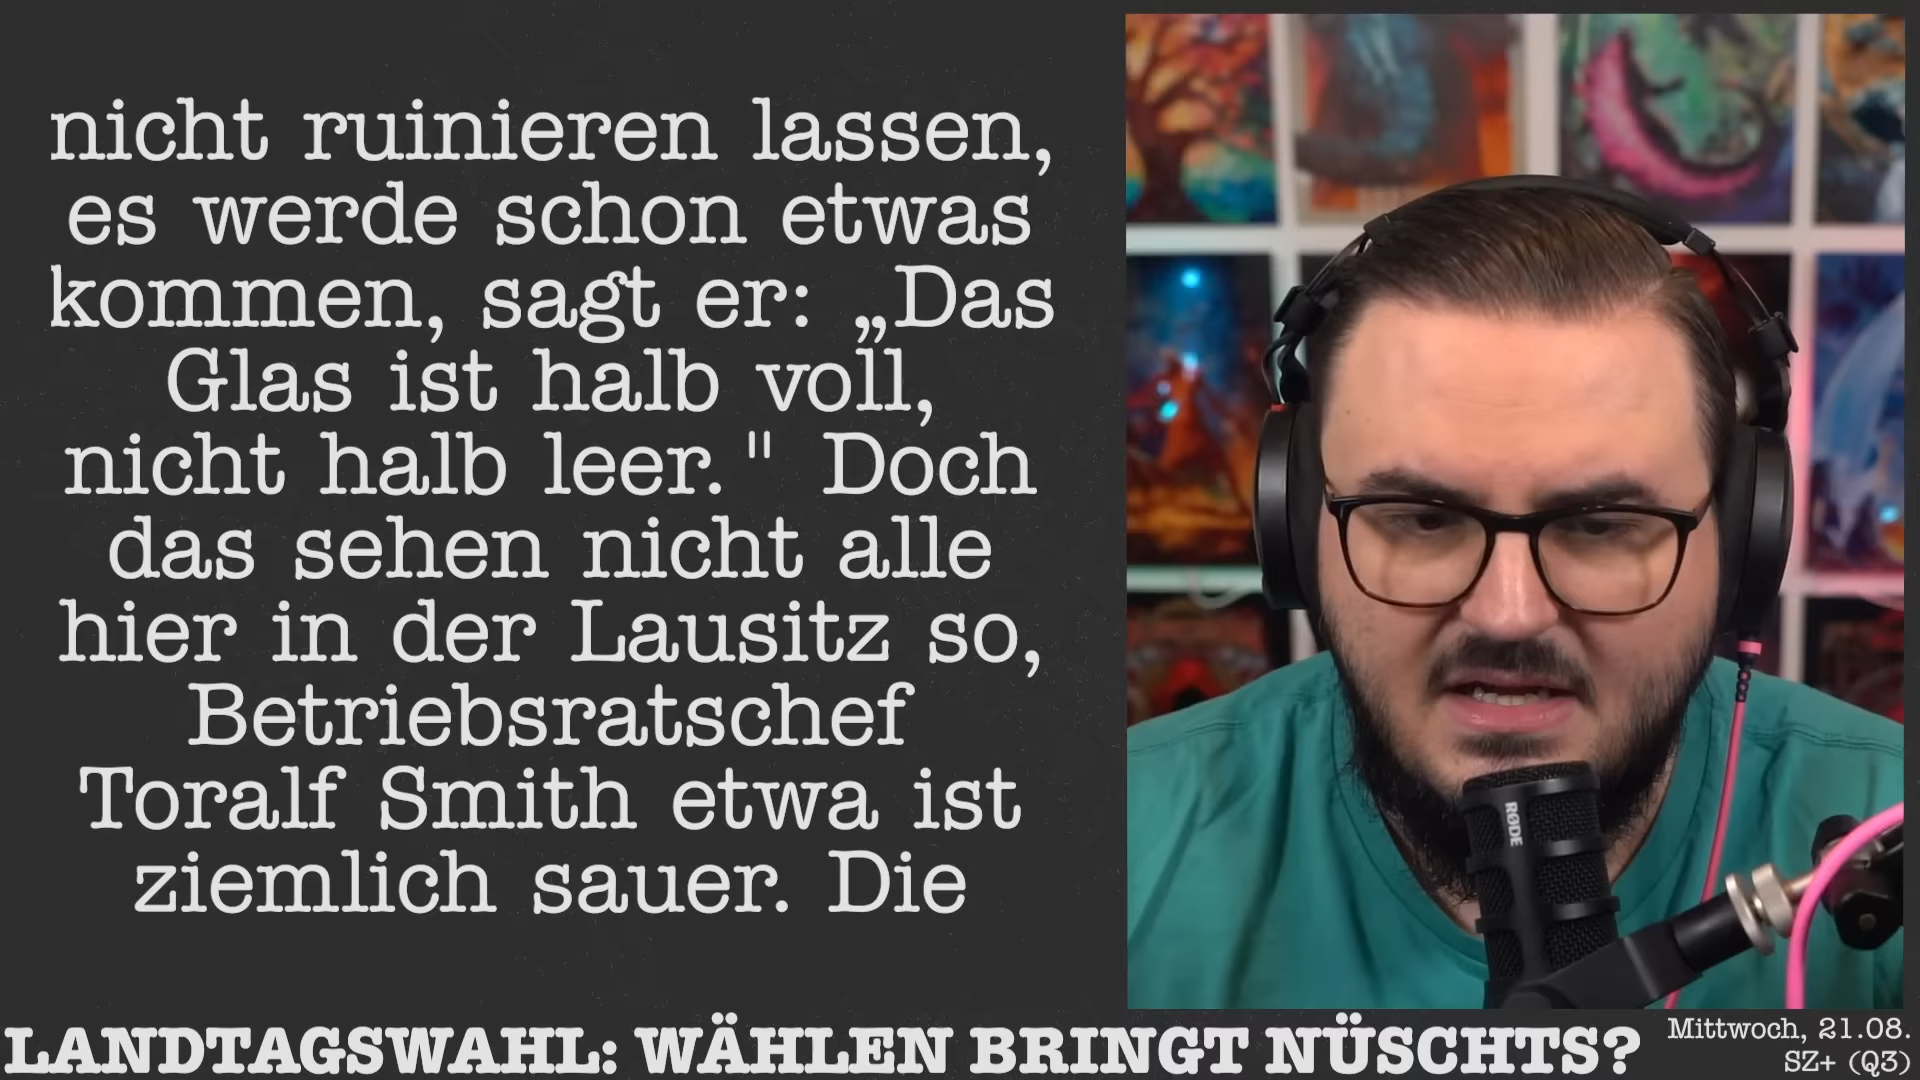 nicht ruinieren lassen,
es werde schon etwas
kommen, sagt er: „Das
Glas ist halb voll,
nicht halb leer. " Doch
das sehen nicht alle
hier in der Lausitz so,
Betriebsratschef
Toralf Smith etwa ist
ziemlich sauer. Die
RØDE
LANDTAGSWAHL: WÄHLEN BRINGT NÜSCHTS?
Mittwoch, 21.08.
SZ+ (Q3)